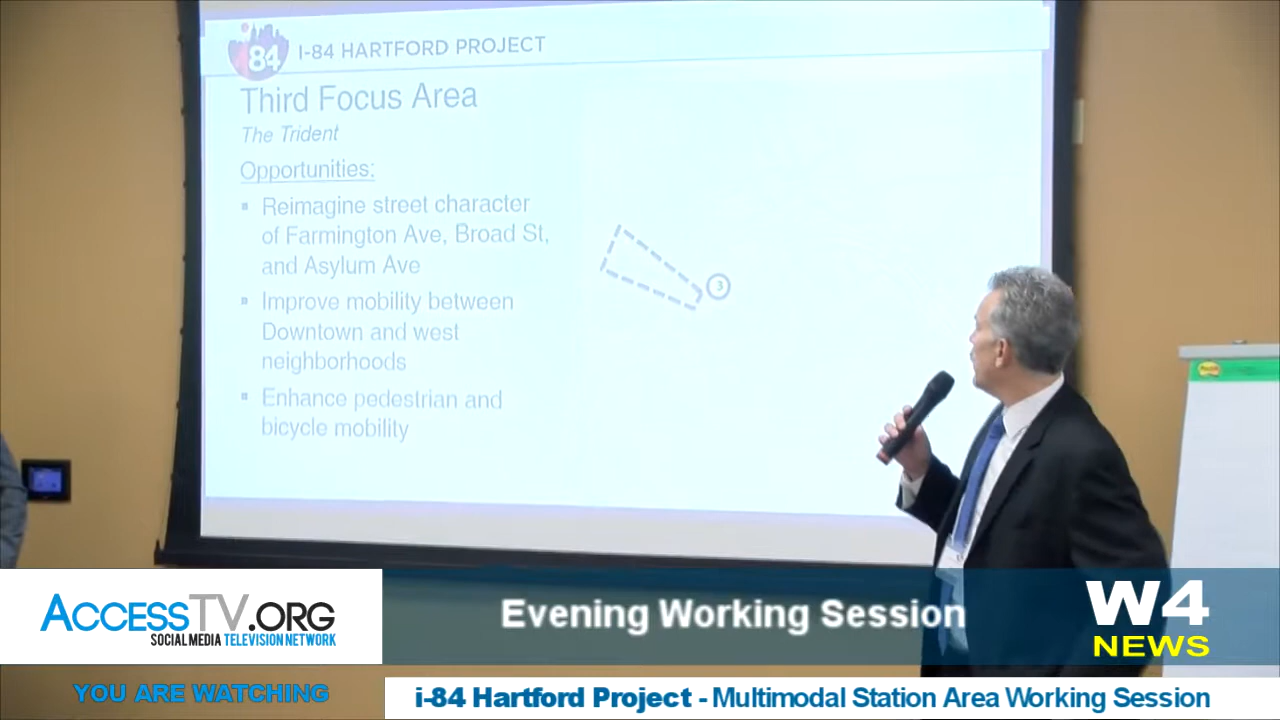 84
I-84 HARTFORD PROJECT
Third Focus Area
The Trident
Opportunities:
Reimagine street character
of Farmington Ave, Broad St,
and Asylum Ave
Improve mobility between
Downtown and west
neighborhoods
Enhance pedestrian and
bicycle mobility
3
ACCESSTV.ORG
SOCIAL MEDIA TELEVISION NETWORK
Evening Working Session
W4
NEWS
YOU ARE WATCHING
i-84 Hartford Project - Multimodal Station Area Working Session